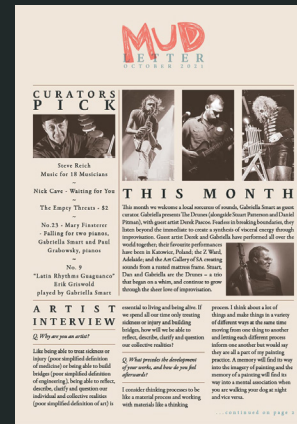 MUD
LETTER
OCTOBER 2021
CURATORS
PICK
Steve Reich
Music for 18 Musicians
~
Nick Cave - Waiting for You
~
The Empty Threats - $2
~
No.23 - Mary Finsterer
- Falling for two pianos,
Gabriella Smart and Paul
Grabowsky, pianos
~
No. 9
"Latin Rhythms Guaguanco"
Erik Griswold
played by Gabriella Smart
THIS MONTH
This month we welcome a local sorceress of sounds, Gabriella Smart as guest
curator. Gabriella presents The Drones (alongside Stuart Patterson and Daniel
Pitman), with guest artist Derek Pascoe. Fearless in breaking boundaries, they
listen beyond the immediate to create a synthesis of visceral energy through
improvisation. Guest artist Derek and Gabriella have performed all over the
world together; their favourite performances
have been in Kanowar, Poland; the Z Ward,
Adelaide; and the Art Gallery of SA creating
sounds from a rested mattress frame. Stuart,
Dan and Gabriella are the Drones – a trio
that began on a whim, and continue to grow
through the sheer love of improvisation.
ARTIST
INTERVIEW
Q. Why are you an artist?
Like being able to treat sickness or
injury (poor simplified definition
of medicine) or being able to build
bridges (poor simplified definition
of engineering), being able to reflect,
describe, clarify and question our
individual and collective realities
(poor simplified definition of art) is
essential to living and being alive. If
we spend all our time only treating
sickness or injury and building
bridges, how will we be able to
reflect, describe, clarify and question
our collective realities?
Q. What precedes the development
of your works, and how do you feel
afterwards?
I consider thinking processes to be
like a material process and working
with materials like a thinking
process. I think about a lot of
things and make things in a variety
of different ways at the same time
moving from one thing to another
and letting each different process
inform one another but would say
they are all a part of my painting
practice. A memory will find its way
into the imagery of painting and the
memory of a painting will find its
way into a mental association when
you are walking your dog at night
and vice versa.
...continued on page 2